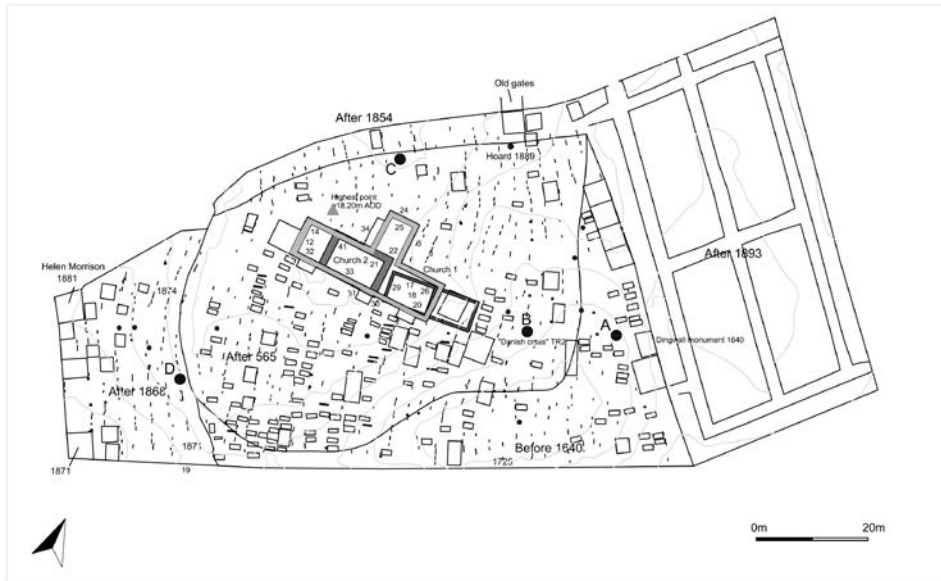 Old gates
After 1854
Hoard 1889
C
Highest point
18.20m AOD
24
34
25
14
12
41
22
32
Church 2
21
Church 1
33
17
29
26
18
20
31
After 1893
Helen Morrison
1881
1874
B
A
"Danish cross" TR2
Dingwall monument 1640
After 565
D
After 1868
187
Before 1640
1725
1871
19
0m
20m